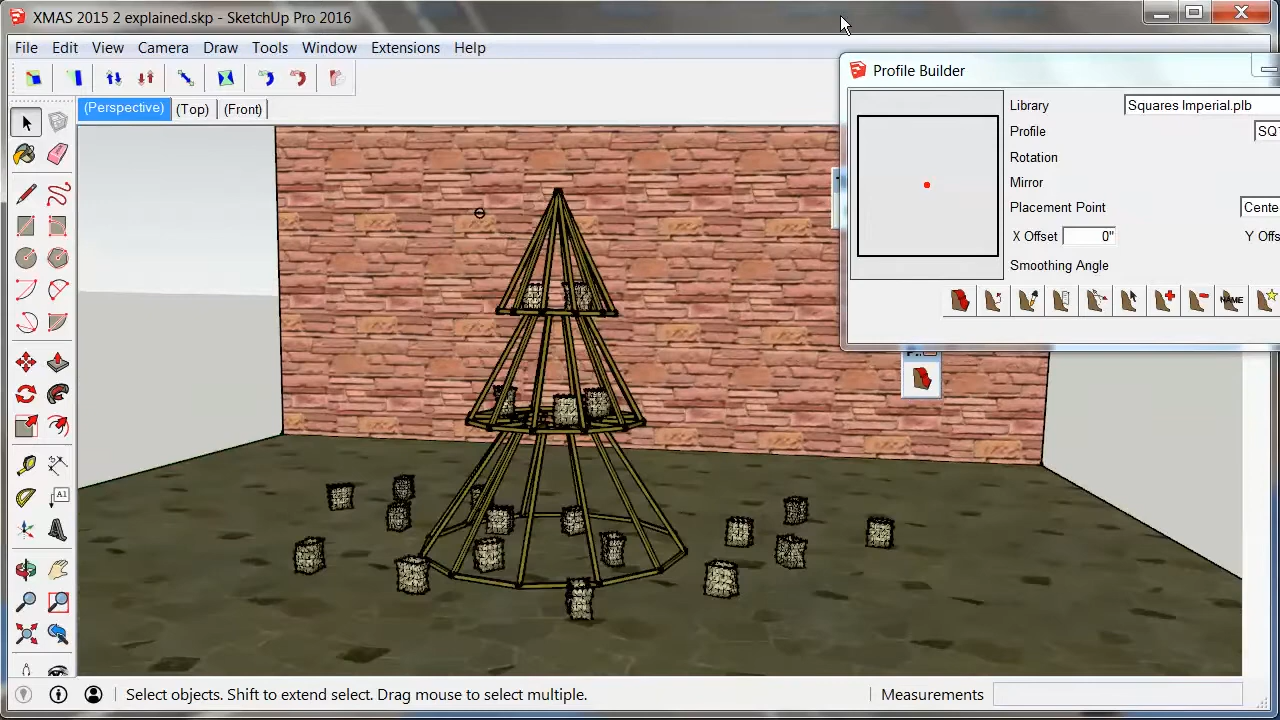 XMAS 2015 2 explained.skp - SketchUp Pro 2016
File Edit View Camera Draw Tools Window Extensions Help
(Perspective) (Top) (Front)
Profile Builder
Library Squares Imperial.plb
Profile SQ
Rotation
Mirror
Placement Point Cente
X Offset 0" Y Offs
Smoothing Angle
NAME
A1
Select objects. Shift to extend select. Drag mouse to select multiple.
Measurements